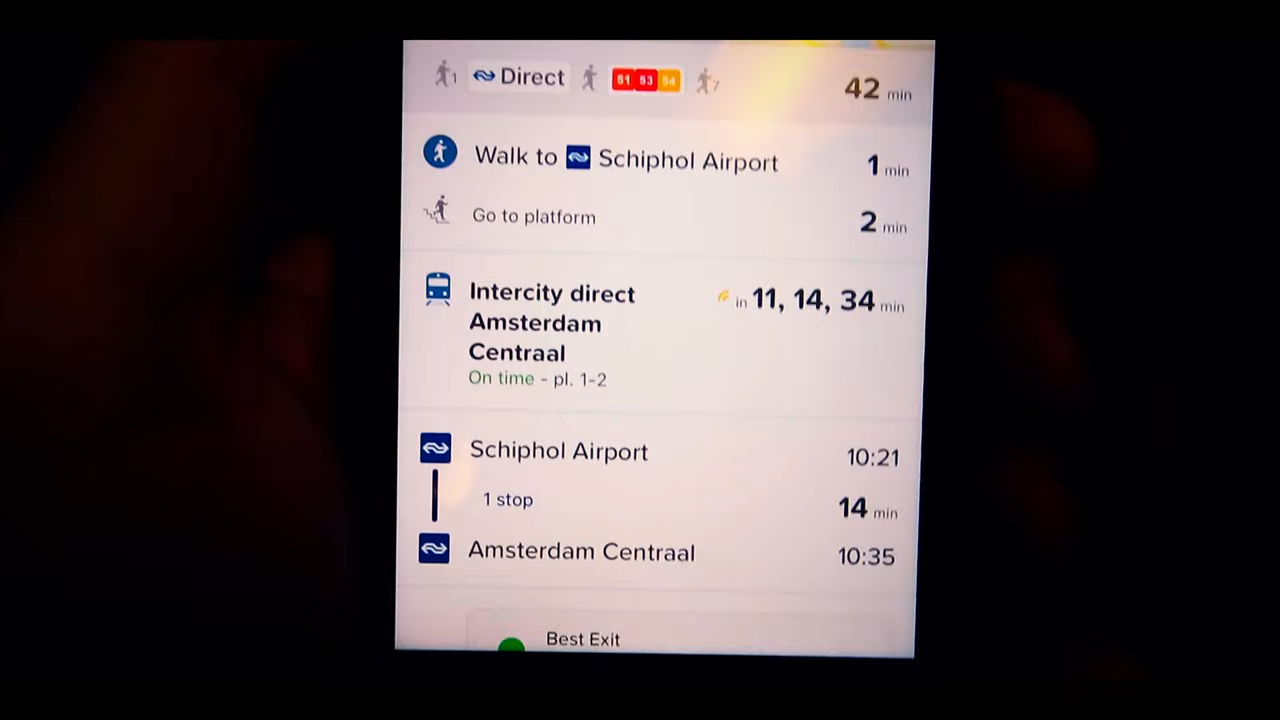 1 Direct 51 53 54 7 42 min
Walk to Schiphol Airport 1 min
Go to platform 2 min
Intercity direct in 11, 14, 34 min
Amsterdam
Centraal
On time - pl. 1-2
Schiphol Airport 10:21
1 stop 14 min
Amsterdam Centraal 10:35
Best Exit